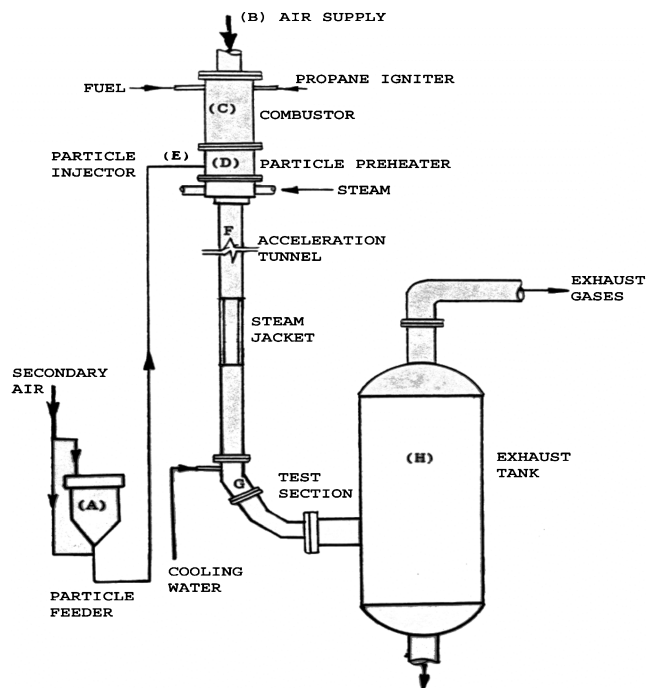 (B) AIR SUPPLY
FUEL
PROPANE IGNITER
(C)
COMBUSTOR
(E)
PARTICLE
INJECTOR
(D)
PARTICLE PREHEATER
STEAM
F
ACCELERATION
TUNNEL
EXHAUST
GASES
STEAM
JACKET
SECONDARY
AIR
(H)
EXHAUST
TANK
TEST
SECTION
G
(A)
COOLING
WATER
PARTICLE
FEEDER